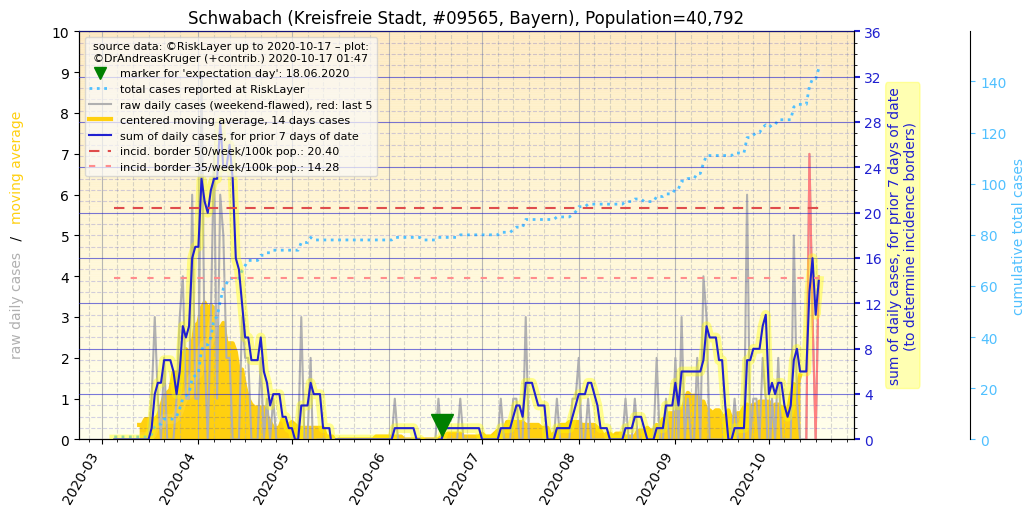 Schwabach (Kreisfreie Stadt, #09565, Bayern), Population=40,792
source data: ©RiskLayer up to 2020-10-17 – plot:
©DrAndreasKruger (+contrib.) 2020-10-17 01:47
marker for 'expectation day': 18.06.2020
total cases reported at RiskLayer
raw daily cases (weekend-flawed), red: last 5
centered moving average, 14 days cases
sum of daily cases, for prior 7 days of date
incid. border 50/week/100k pop.: 20.40
incid. border 35/week/100k pop.: 14.28
raw daily cases / moving average
10
9
8
7
6
5
4
3
2
1
0
36
32
28
24
20
16
12
8
4
0
sum of daily cases, for prior 7 days of date
(to determine incidence borders)
140
120
100
80
60
40
20
0
cumulative total cases
2020-03
2020-04
2020-05
2020-06
2020-07
2020-08
2020-09
2020-10